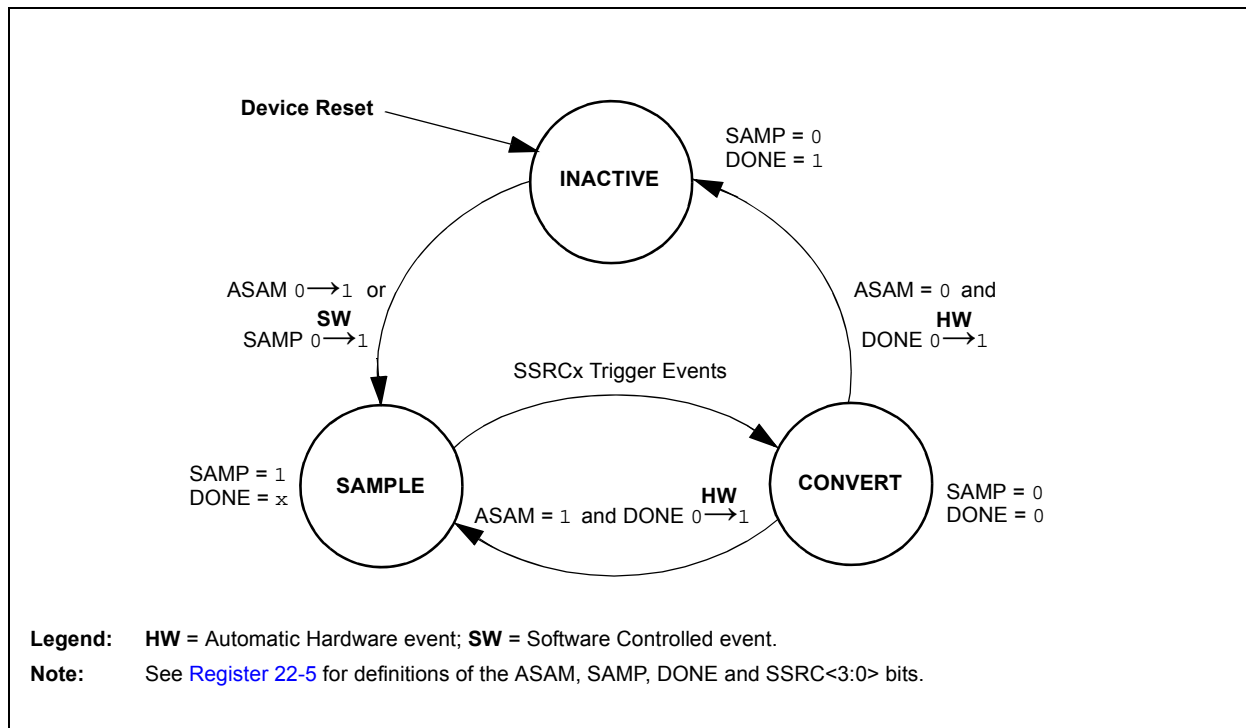 Device Reset
SAMP = 0
DONE = 1
INACTIVE
ASAM 0→1 or
SW
SAMP 0→1
ASAM = 0 and
HW
DONE 0→1
SSRCx Trigger Events
SAMP = 1
DONE = x
SAMPLE
CONVERT
HW
ASAM = 1 and DONE 0→1
SAMP = 0
DONE = 0
Legend: HW = Automatic Hardware event; SW = Software Controlled event.
Note: See Register 22-5 for definitions of the ASAM, SAMP, DONE and SSRC<3:0> bits.